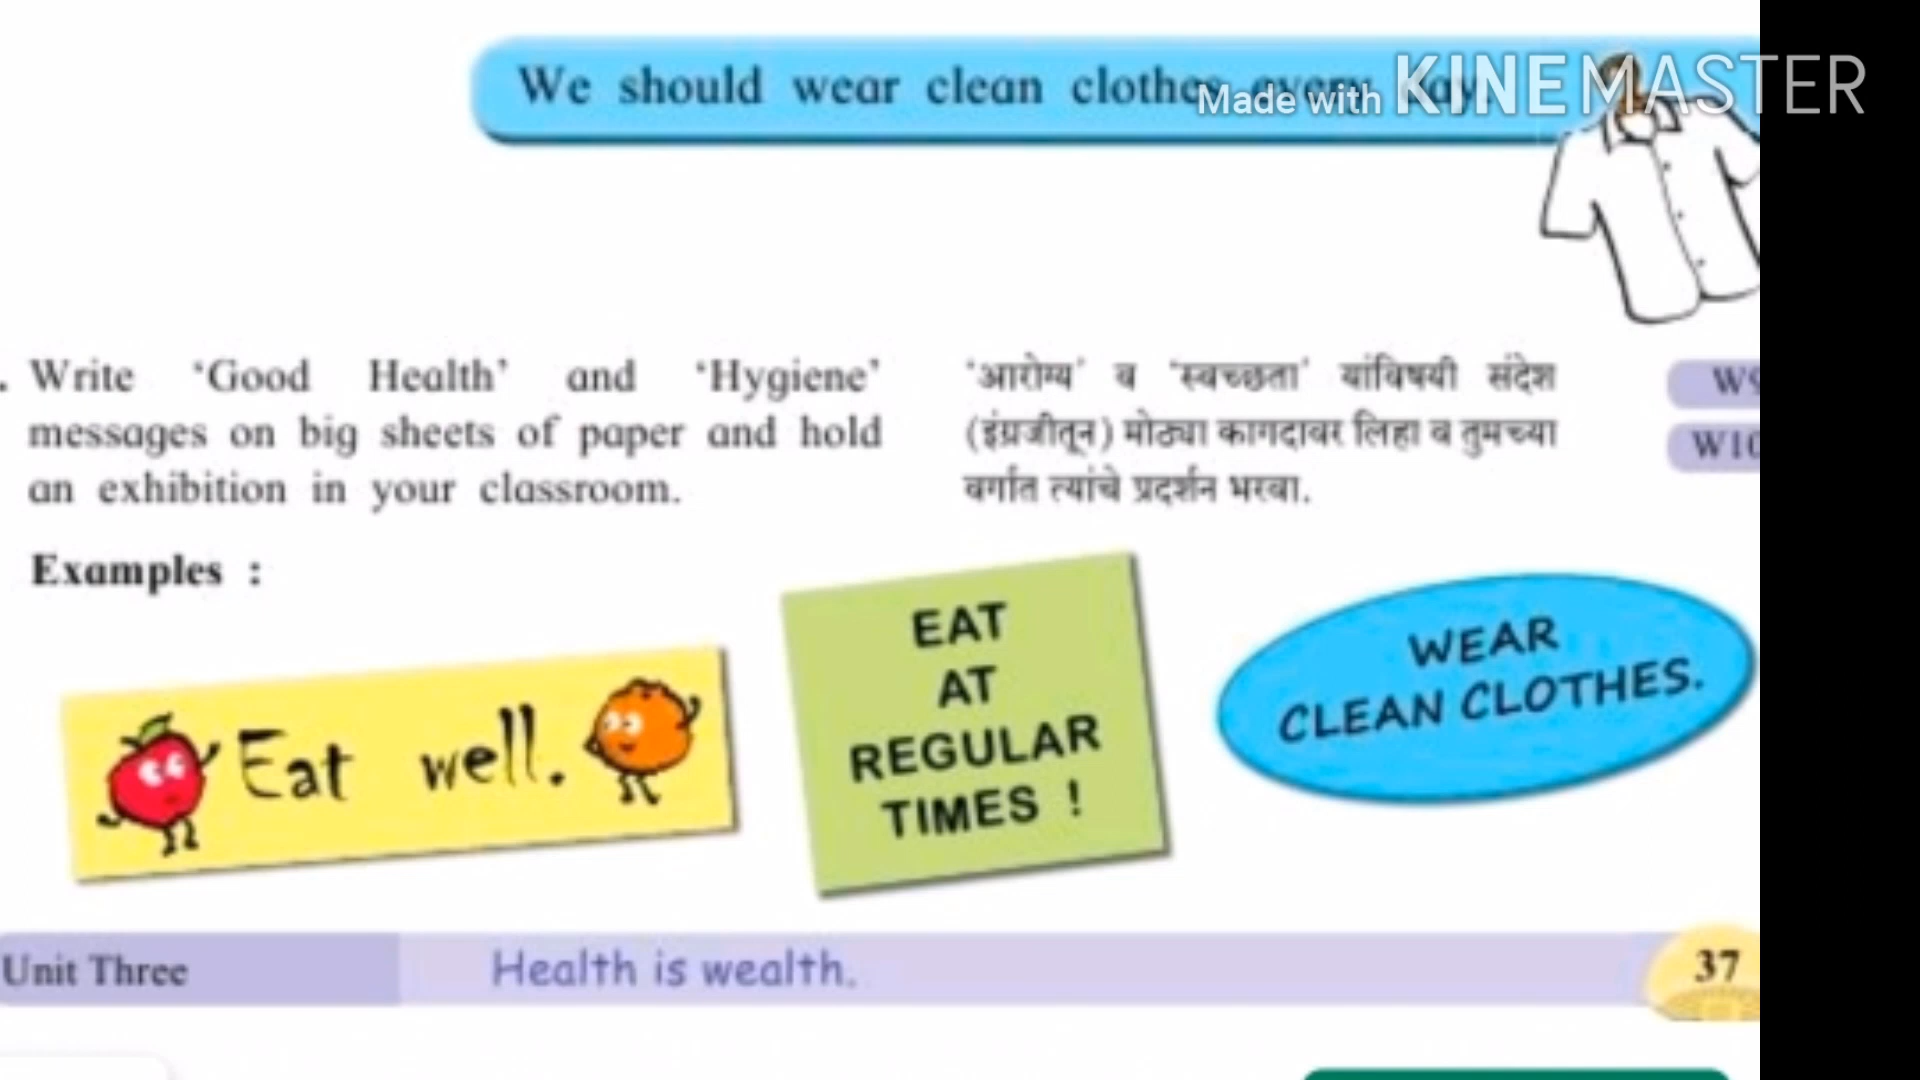 We should wear clean clothes every day.
Made with KINEMASTER
Write ‘Good Health’ and ‘Hygiene’
messages on big sheets of paper and hold
an exhibition in your classroom.
‘आरोग्य’ व ‘स्वच्छता’ यांविषयी संदेश
(इंग्रजीतून) मोठ्या कागदावर लिहा व तुमच्या
वर्गात त्यांचे प्रदर्शन भरवा.
W10
Examples :
Eat well.
EAT
AT
REGULAR
TIMES !
WEAR
CLEAN CLOTHES.
Unit Three
Health is wealth.
37